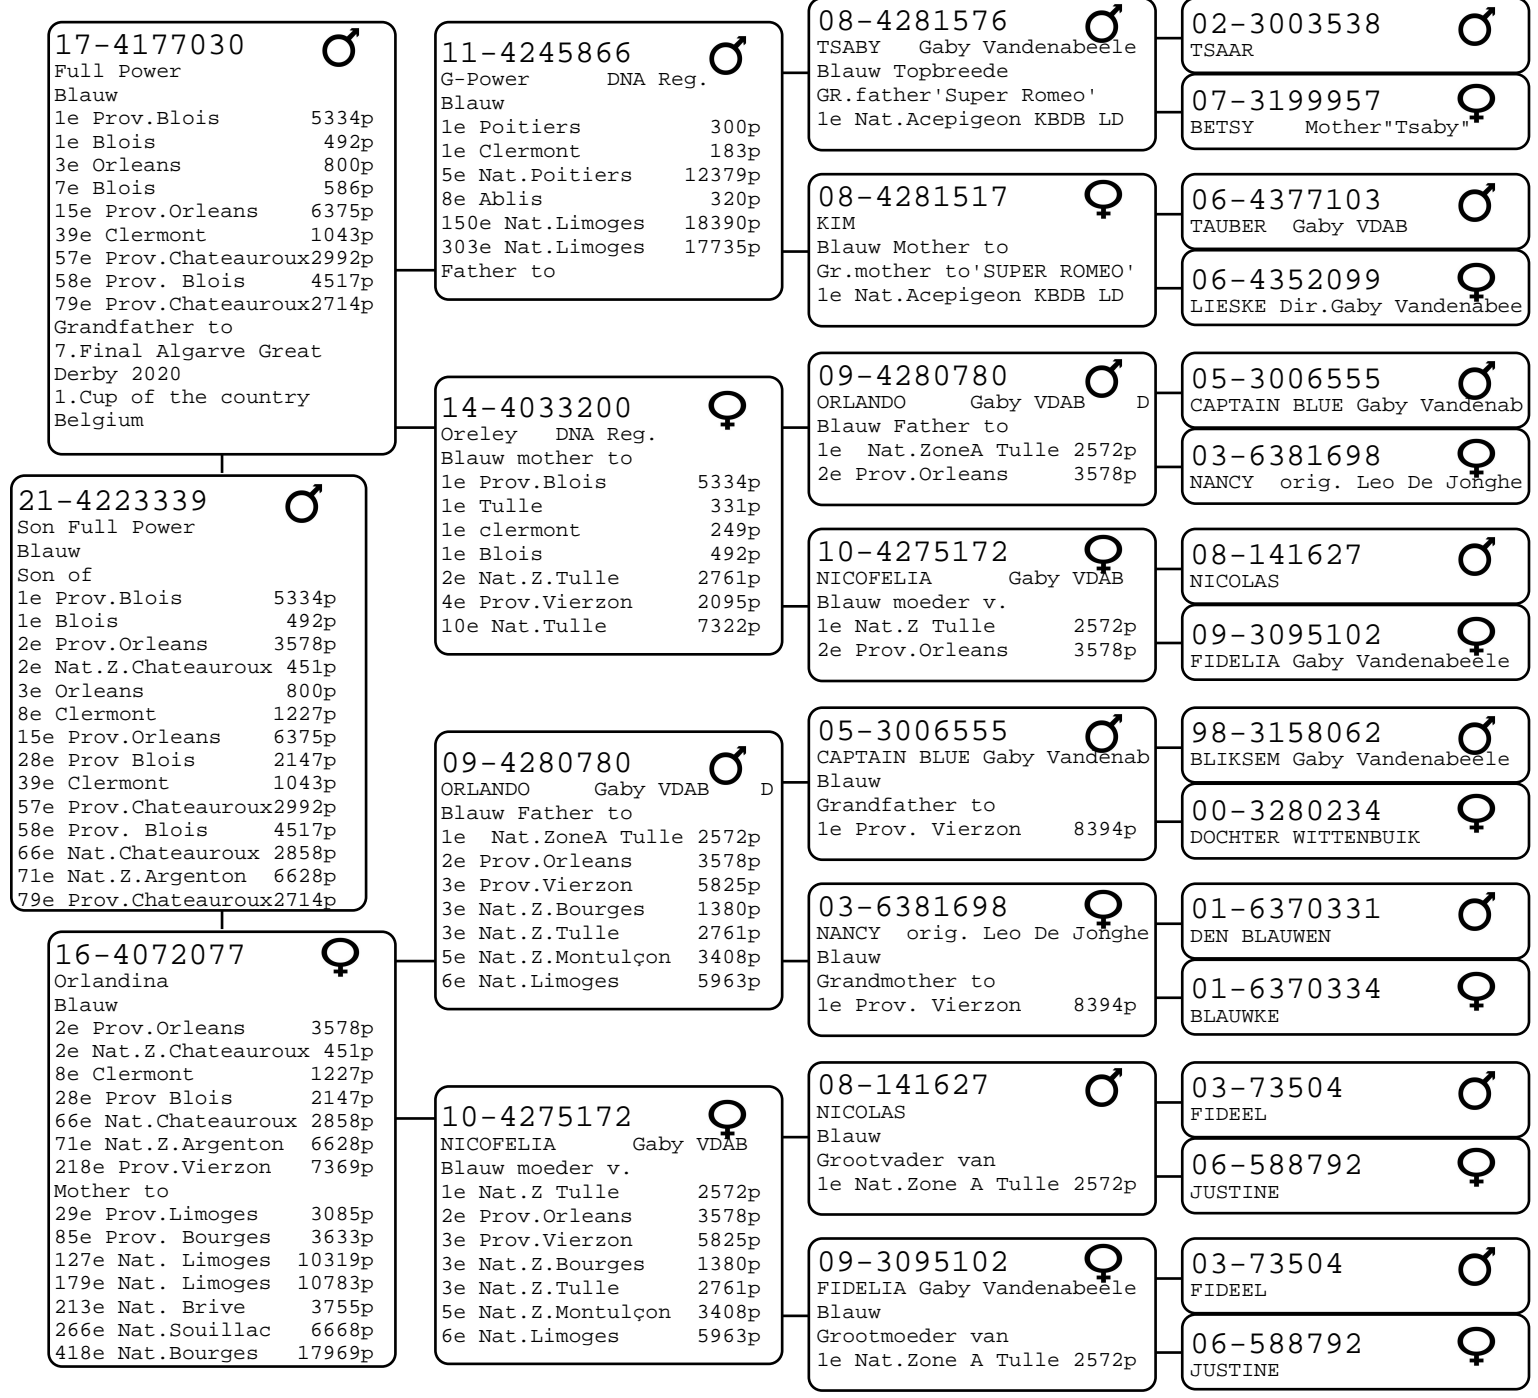 17-4177030
Full Power
Blauw
1e Prov.Blois 5334p
1e Blois 492p
3e Orleans 800p
7e Blois 586p
15e Prov.Orleans 6375p
39e Clermont 1043p
57e Prov.Chateauroux2992p
58e Prov. Blois 4517p
79e Prov.Chateauroux2714p
Grandfather to
7.Final Algarve Great
Derby 2020
1.Cup of the country
Belgium
21-4223339
Son Full Power
Blauw
Son of
1e Prov.Blois 5334p
1e Blois 492p
2e Prov.Orleans 3578p
2e Nat.Z.Chateauroux 451p
3e Orleans 800p
8e Clermont 1227p
15e Prov.Orleans 6375p
28e Prov Blois 2147p
39e Clermont 1043p
57e Prov.Chateauroux2992p
58e Prov. Blois 4517p
66e Nat.Chateauroux 2858p
71e Nat.Z.Argenton 6628p
79e Prov.Chateauroux2714p
16-4072077
Orlandina
Blauw
2e Prov.Orleans 3578p
2e Nat.Z.Chateauroux 451p
8e Clermont 1227p
28e Prov Blois 2147p
66e Nat.Chateauroux 2858p
71e Nat.Z.Argenton 6628p
218e Prov.Vierzon 7369p
Mother to
29e Prov.Limoges 3085p
85e Prov. Bourges 3633p
127e Nat. Limoges 10319p
179e Nat. Limoges 10783p
213e Nat. Brive 3755p
266e Nat.Souillac 6668p
418e Nat.Bourges 17969p
11-4245866
G-Power DNA Reg.
Blauw
1e Poitiers 300p
1e Clermont 183p
5e Nat.Poitiers 12379p
8e Ablis 320p
150e Nat.Limoges 18390p
303e Nat.Limoges 17735p
Father to
14-4033200
Oreley DNA Reg.
Blauw mother to
1e Prov.Blois 5334p
1e Tulle 331p
1e clermont 249p
1e Blois 492p
2e Nat.Z.Tulle 2761p
4e Prov.Vierzon 2095p
10e Nat.Tulle 7322p
09-4280780
ORLANDO Gaby VDAB D
Blauw Father to
1e Nat.ZoneA Tulle 2572p
2e Prov.Orleans 3578p
3e Prov.Vierzon 5825p
3e Nat.Z.Bourges 1380p
3e Nat.Z.Tulle 2761p
5e Nat.Z.Montulçon 3408p
6e Nat.Limoges 5963p
10-4275172
NICOFELIA Gaby VDAB
Blauw moeder v.
1e Nat.Z Tulle 2572p
2e Prov.Orleans 3578p
3e Prov.Vierzon 5825p
3e Nat.Z.Bourges 1380p
3e Nat.Z.Tulle 2761p
5e Nat.Z.Montulçon 3408p
6e Nat.Limoges 5963p
08-4281576
TSABY Gaby Vandenabeele
Blauw Topbreede
GR.father'Super Romeo'
1e Nat.Acepigeon KBDB LD
08-4281517
KIM
Blauw Mother to
Gr.mother to'SUPER ROMEO'
1e Nat.Acepigeon KBDB LD
09-4280780
ORLANDO Gaby VDAB D
Blauw Father to
1e Nat.ZoneA Tulle 2572p
2e Prov.Orleans 3578p
10-4275172
NICOFELIA Gaby VDAB
Blauw moeder v.
1e Nat.Z Tulle 2572p
2e Prov.Orleans 3578p
05-3006555
CAPTAIN BLUE Gaby Vandenab
Blauw
Grandfather to
1e Prov. Vierzon 8394p
03-6381698
NANCY orig. Leo De Jonghe
Blauw
Grandmother to
1e Prov. Vierzon 8394p
08-141627
NICOLAS
Blauw
Grootvader van
1e Nat.Zone A Tulle 2572p
09-3095102
FIDELIA Gaby Vandenabeele
Blauw
Grootmoeder van
1e Nat.Zone A Tulle 2572p
02-3003538
TSAAR
07-3199957
BETSY Mother"Tsaby"
06-4377103
TAUBER Gaby VDAB
06-4352099
LIESKE Dir.Gaby Vandenabee
05-3006555
CAPTAIN BLUE Gaby Vandenab
03-6381698
NANCY orig. Leo De Jonghe
08-141627
NICOLAS
09-3095102
FIDELIA Gaby Vandenabeele
98-3158062
BLIKSEM Gaby Vandenabeele
00-3280234
DOCHTER WITTENBUIK
01-6370331
DEN BLAUWEN
01-6370334
BLAUWKE
03-73504
FIDEEL
06-588792
JUSTINE
03-73504
FIDEEL
06-588792
JUSTINE